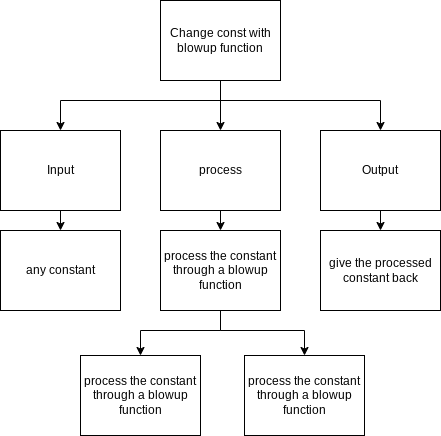 Change const with
blowup function
Input
process
Output
any constant
process the constant
through a blowup
function
give the processed
constant back
process the constant
through a blowup
function
process the constant
through a blowup
function